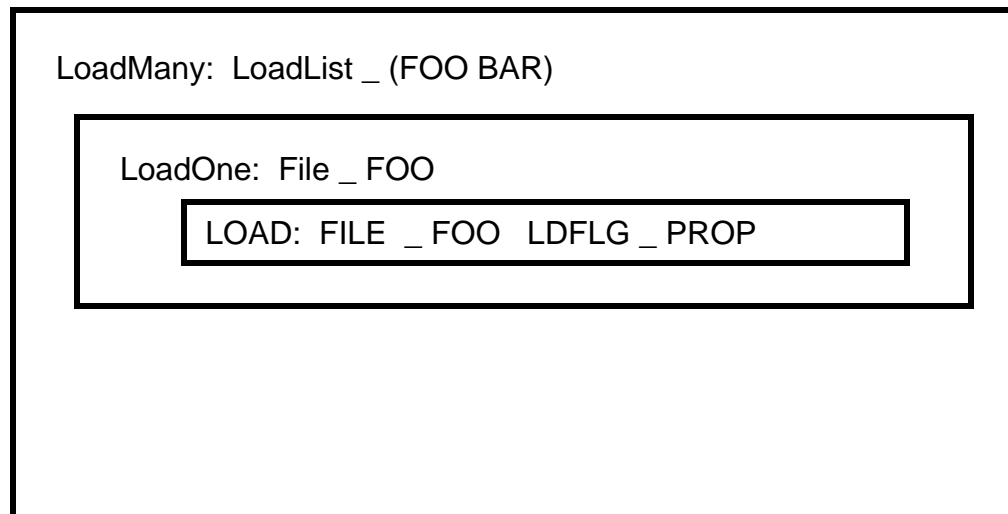 LoadMany: LoadList _ (FOO BAR)
LoadOne: File _ FOO
LOAD: FILE _ FOO LDFLG _ PROP